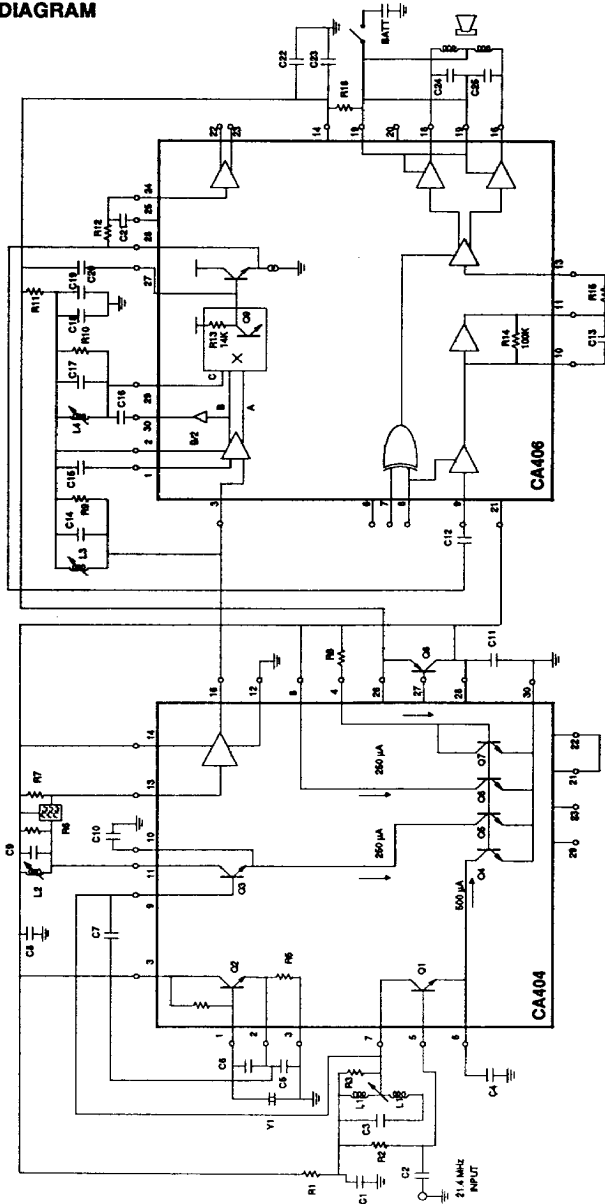 DIAGRAM
21.4 MHz
INPUT
C1
R1
C2
R2
C3
L1
L1
R3
C4
Y1
C5
C6
C7
C8
L2
C9
R6
R7
C10
1
2
3
7
5
6
3
9
11
10
13
14
Q2
R5
Q1
Q3
500 µA
250 µA
250 µA
Q4
Q5
Q6
Q7
CA404
29
23
21
22
16
12
8
4
26
27
28
30
R8
Q8
C11
L3
C14
R9
C15
L4
C17
R10
C16
C18
C19
C20
R11
C21
R12
3
1
2
30
29
27
26
25
24
B/2
B
A
C
X
R13
14K
Q9
6
7
8
9
21
C12
R14
100K
10
11
13
C13
R15
CA406
22
23
14
19
20
18
19
16
C22
C23
R16
BATT
C24
C25